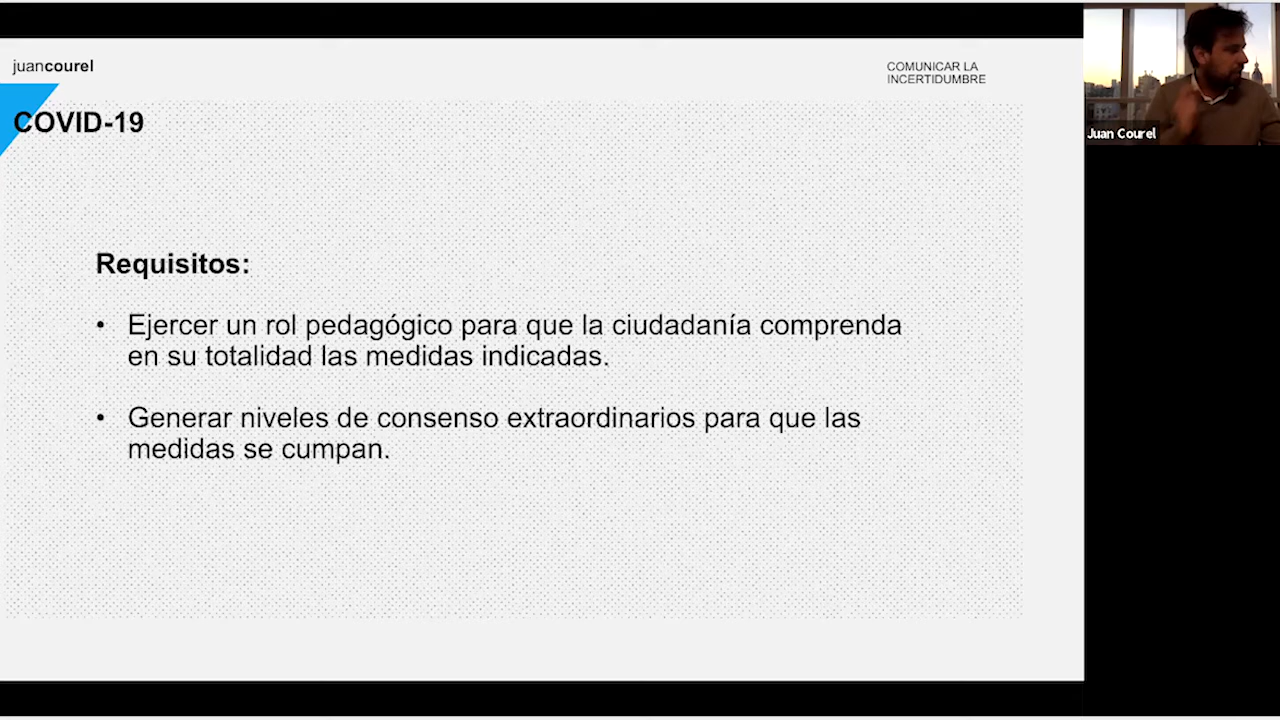 juancourel
COMUNICAR LA
INCERTIDUMBRE
COVID-19
Juan Courel
Requisitos:
• Ejercer un rol pedagógico para que la ciudadanía comprenda
en su totalidad las medidas indicadas.
• Generar niveles de consenso extraordinarios para que las
medidas se cumpan.